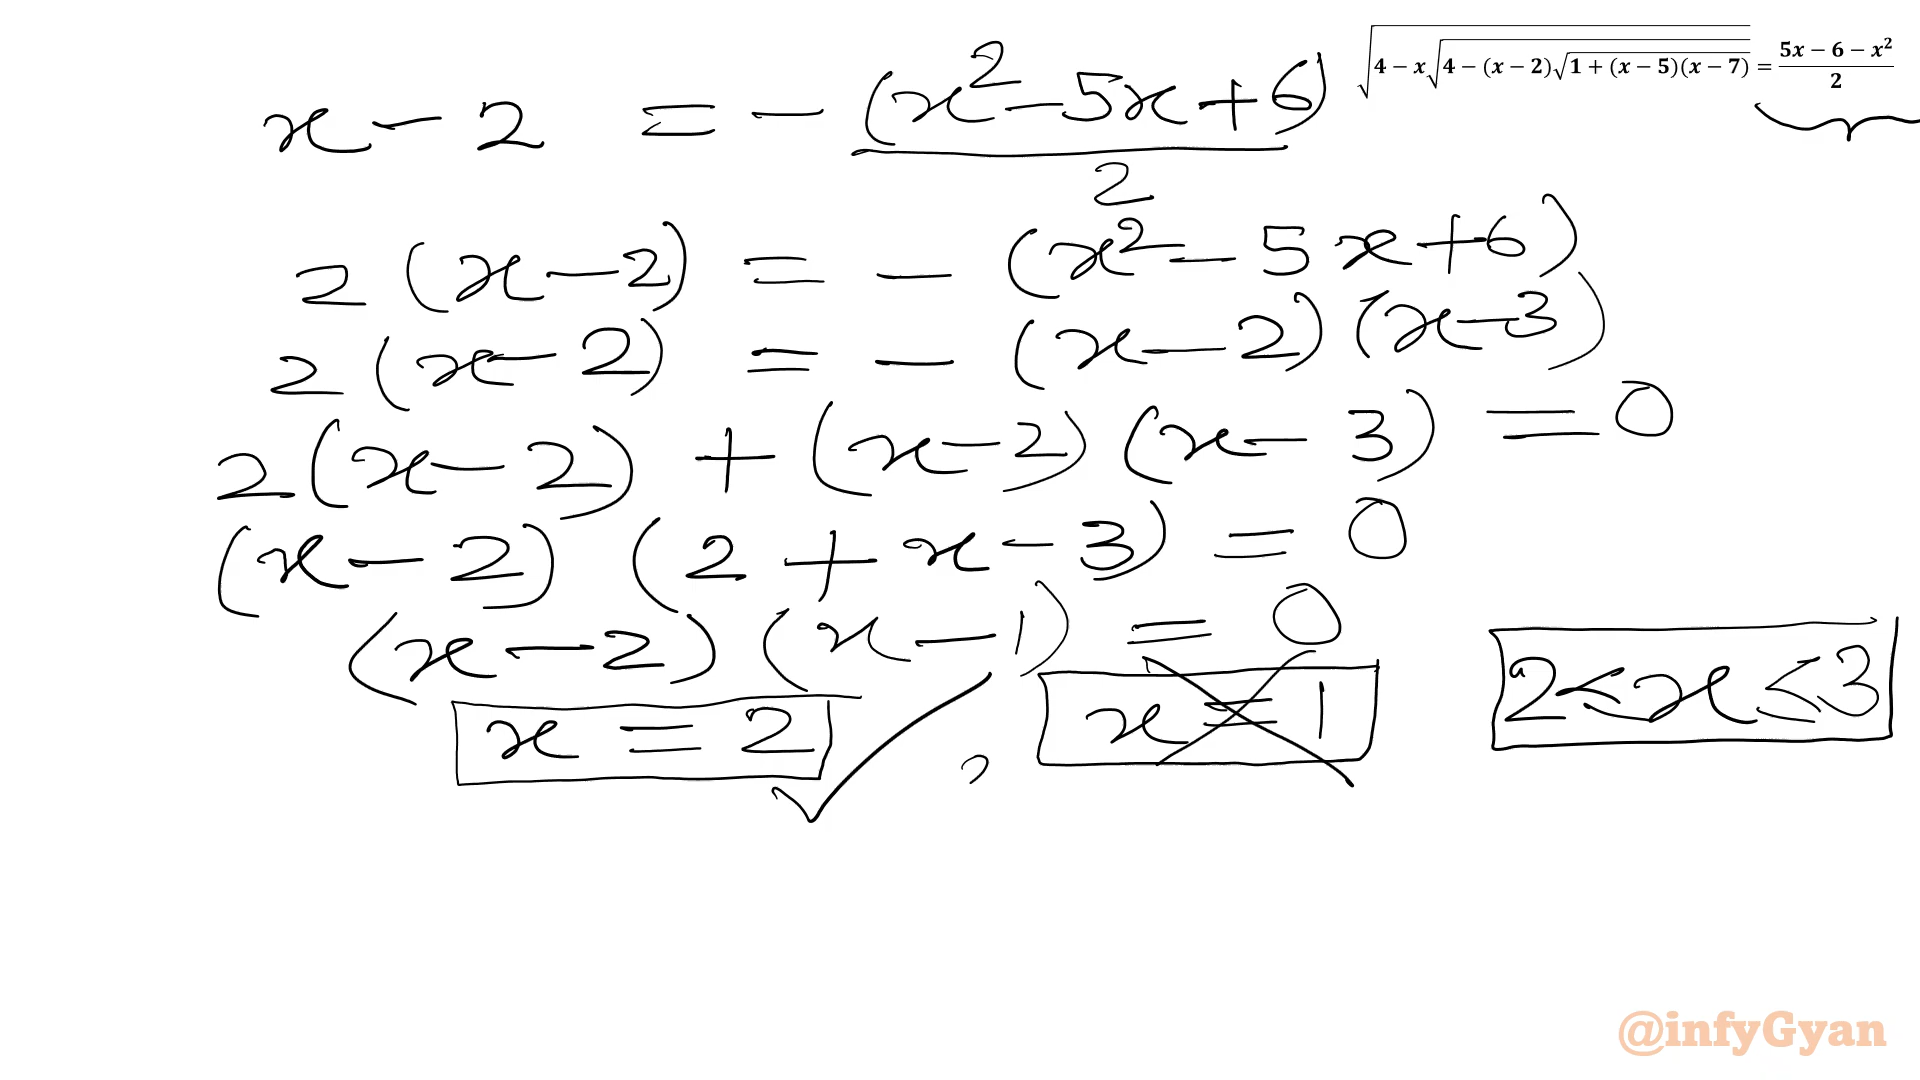 √(4 − x√(4 − (x − 2)√(1 + (x − 5)(x − 7)))) = (5x − 6 − x²)/2
x − 2 = − (x² − 5x + 6)/2
2 (x − 2) = − (x² − 5x + 6)
2 (x − 2) = − (x − 2) (x − 3)
2 (x − 2) + (x − 2) (x − 3) = 0
(x − 2) (2 + x − 3) = 0
(x − 2) (x − 1) = 0
x = 2 ✓, x = 1
2 < x < 3
@infyGyan